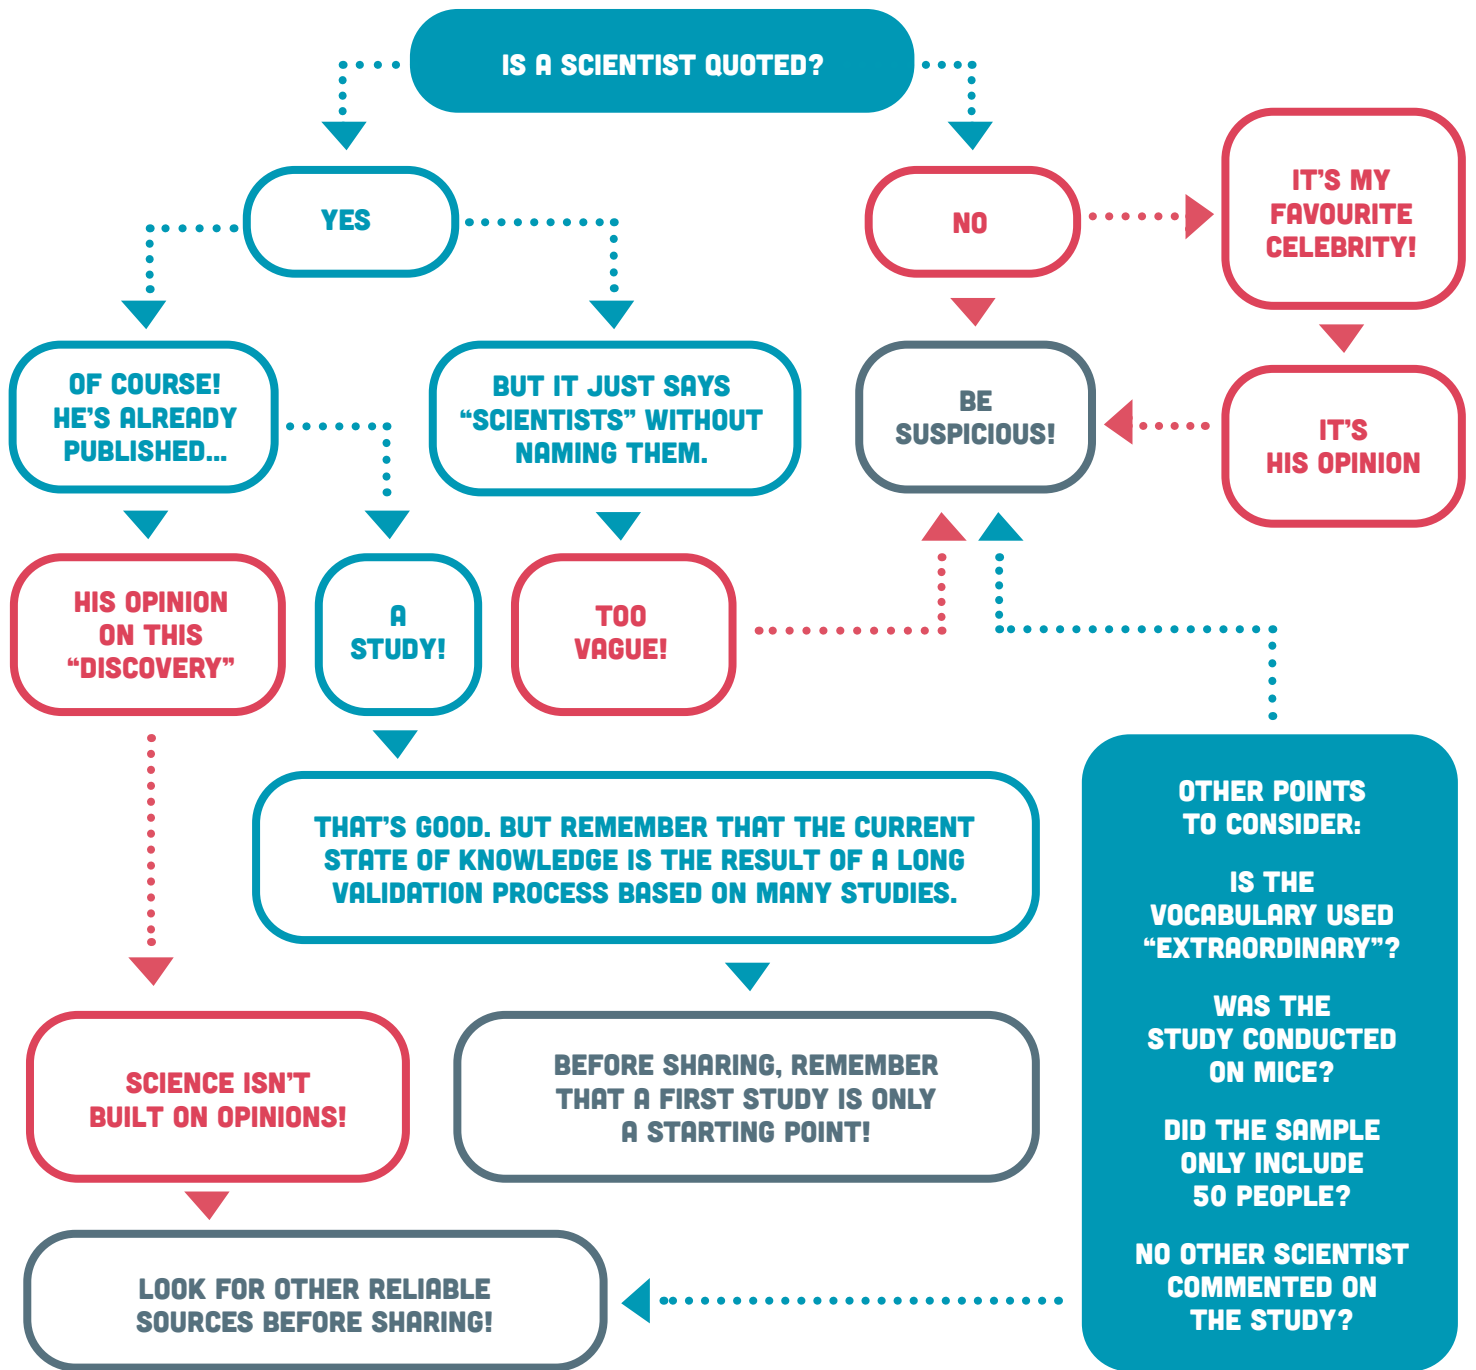 IS A SCIENTIST QUOTED?
YES
NO
IT'S MY
FAVOURITE
CELEBRITY!
OF COURSE!
HE'S ALREADY
PUBLISHED...
BUT IT JUST SAYS
“SCIENTISTS” WITHOUT
NAMING THEM.
BE
SUSPICIOUS!
IT'S
HIS OPINION
HIS OPINION
ON THIS
“DISCOVERY”
A
STUDY!
TOO
VAGUE!
THAT'S GOOD. BUT REMEMBER THAT THE CURRENT
STATE OF KNOWLEDGE IS THE RESULT OF A LONG
VALIDATION PROCESS BASED ON MANY STUDIES.
SCIENCE ISN'T
BUILT ON OPINIONS!
BEFORE SHARING, REMEMBER
THAT A FIRST STUDY IS ONLY
A STARTING POINT!
LOOK FOR OTHER RELIABLE
SOURCES BEFORE SHARING!
OTHER POINTS
TO CONSIDER:
IS THE
VOCABULARY USED
“EXTRAORDINARY”?
WAS THE
STUDY CONDUCTED
ON MICE?
DID THE SAMPLE
ONLY INCLUDE
50 PEOPLE?
NO OTHER SCIENTIST
COMMENTED ON
THE STUDY?